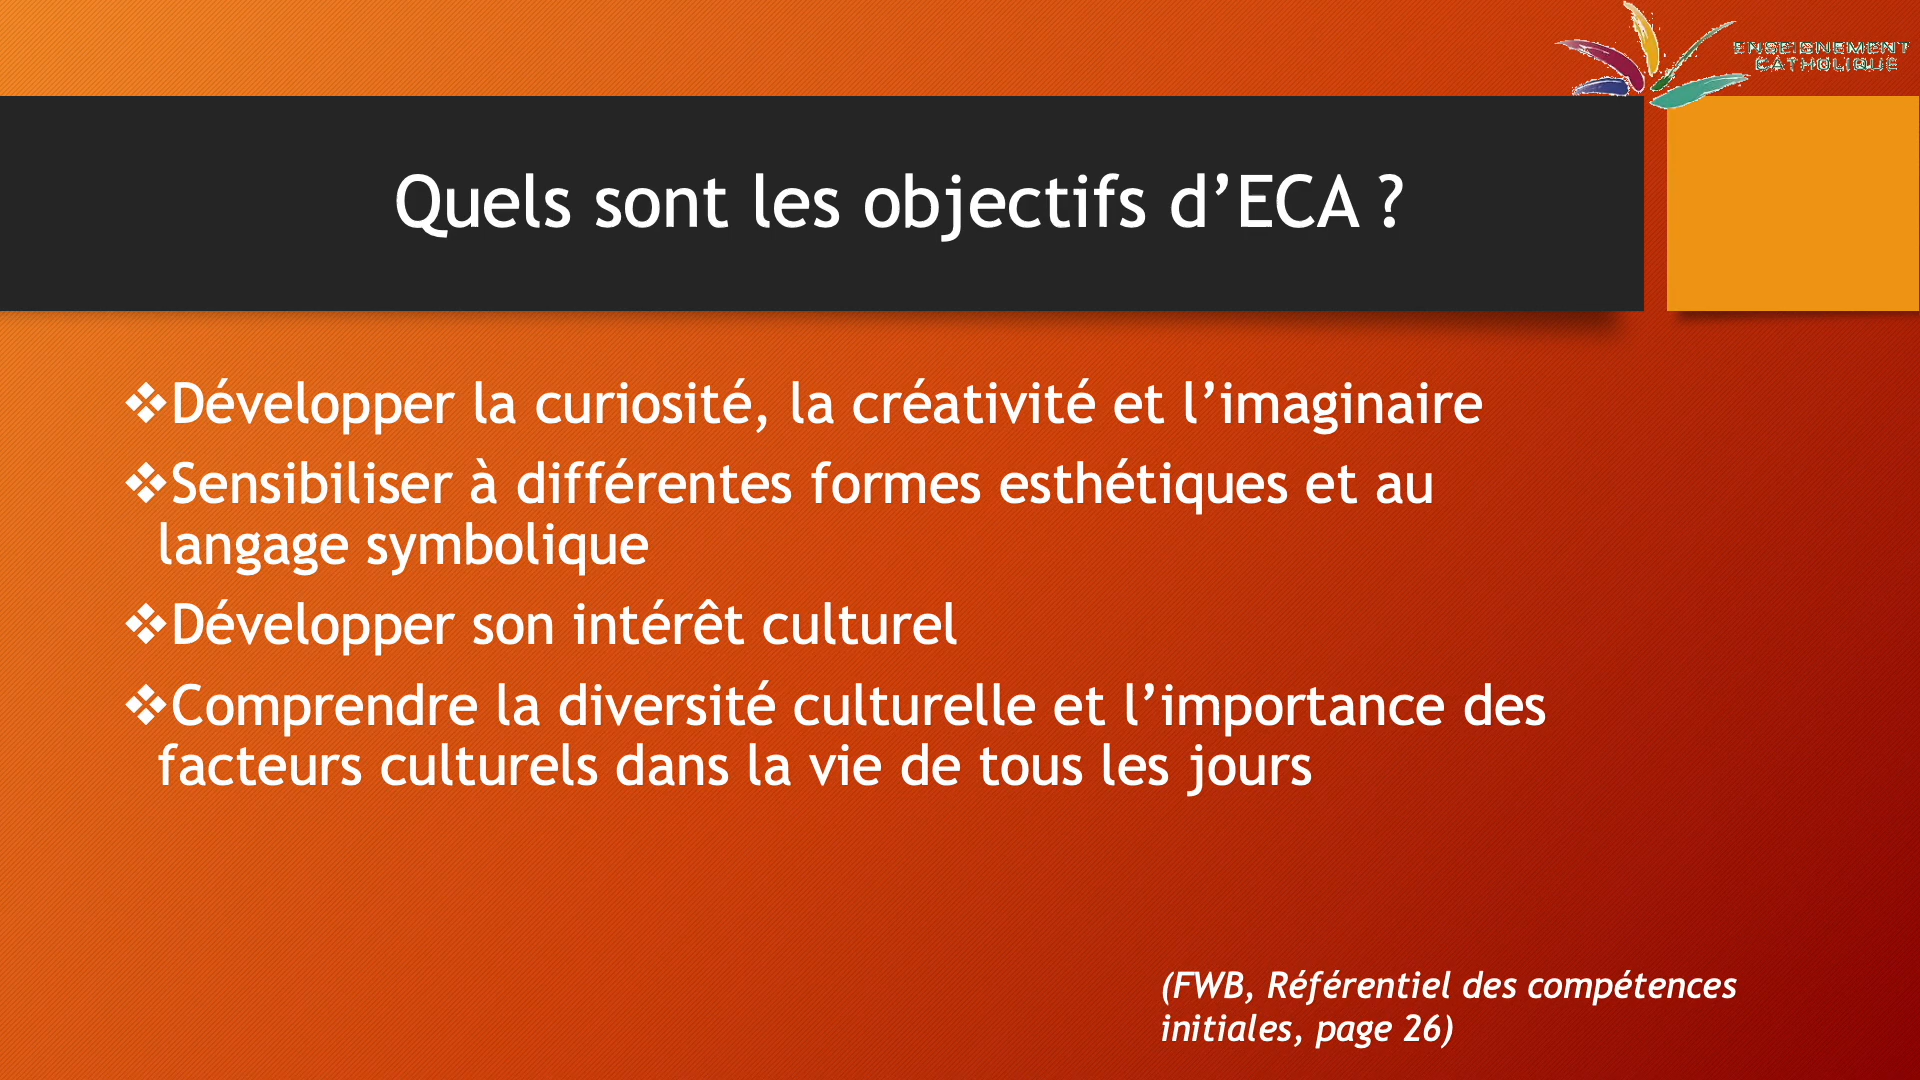 ENSEIGNEMENT
CATHOLIQUE
Quels sont les objectifs d’ECA ?
❖Développer la curiosité, la créativité et l’imaginaire
❖Sensibiliser à différentes formes esthétiques et au
langage symbolique
❖Développer son intérêt culturel
❖Comprendre la diversité culturelle et l’importance des
facteurs culturels dans la vie de tous les jours
(FWB, Référentiel des compétences
initiales, page 26)